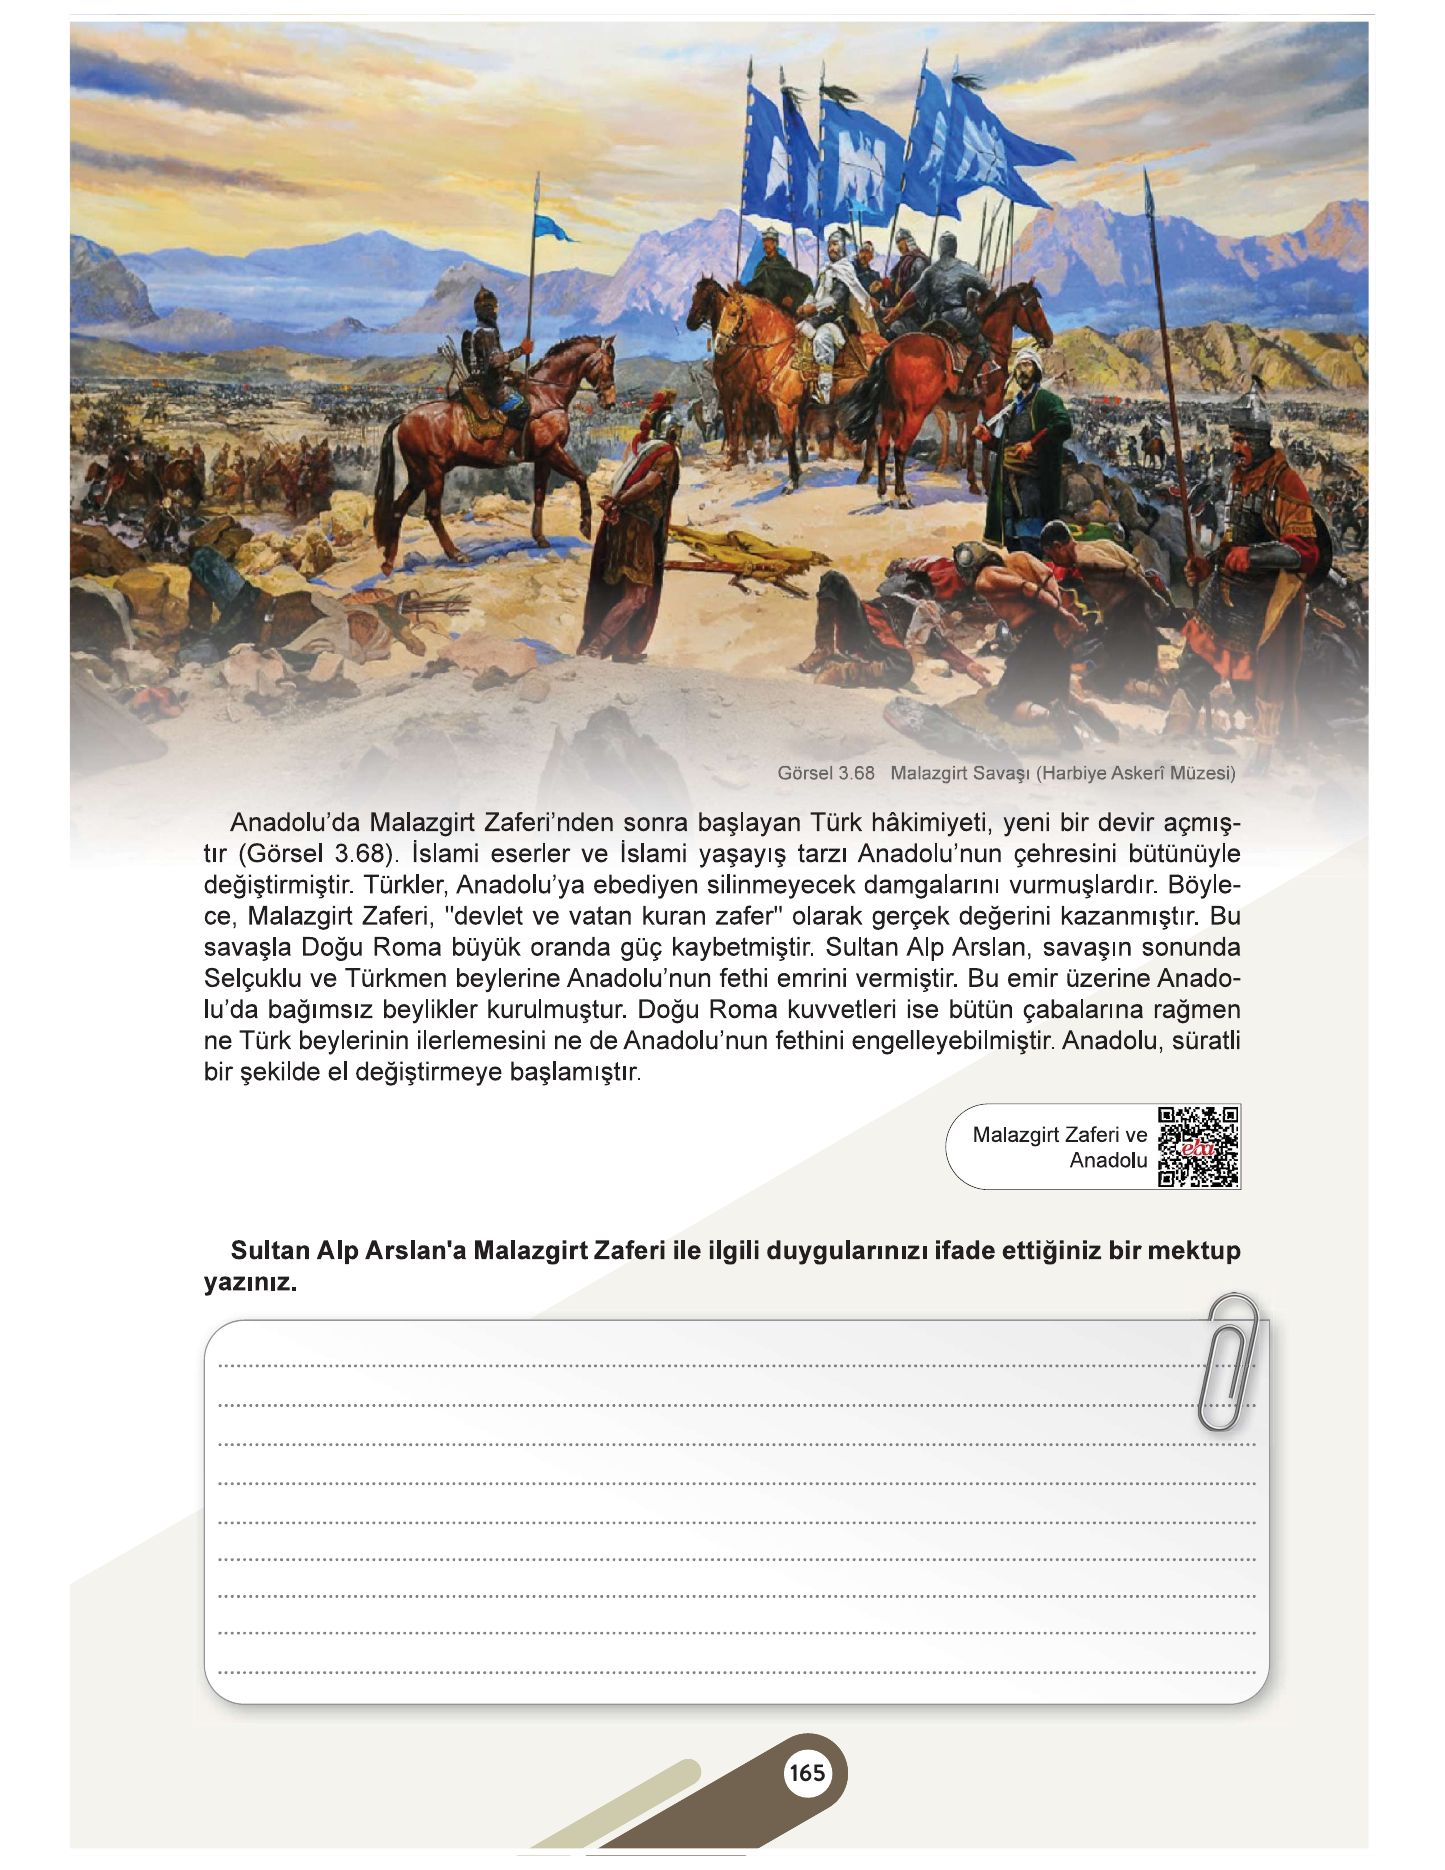 Görsel 3.68 Malazgirt Savaşı (Harbiye Askerî Müzesi)
Anadolu’da Malazgirt Zaferi’nden sonra başlayan Türk hâkimiyeti, yeni bir devir açmış-
tır (Görsel 3.68). İslami eserler ve İslami yaşayış tarzı Anadolu’nun çehresini bütünüyle
değiştirmiştir. Türkler, Anadolu’ya ebediyen silinmeyecek damgalarını vurmuşlardır. Böyle-
ce, Malazgirt Zaferi, "devlet ve vatan kuran zafer" olarak gerçek değerini kazanmıştır. Bu
savaşla Doğu Roma büyük oranda güç kaybetmiştir. Sultan Alp Arslan, savaşın sonunda
Selçuklu ve Türkmen beylerine Anadolu’nun fethi emrini vermiştir. Bu emir üzerine Anado-
lu’da bağımsız beylikler kurulmuştur. Doğu Roma kuvvetleri ise bütün çabalarına rağmen
ne Türk beylerinin ilerlemesini ne de Anadolu’nun fethini engelleyebilmiştir. Anadolu, süratli
bir şekilde el değiştirmeye başlamıştır.
Malazgirt Zaferi ve
Anadolu
eba
Sultan Alp Arslan'a Malazgirt Zaferi ile ilgili duygularınızı ifade ettiğiniz bir mektup
yazınız.
165